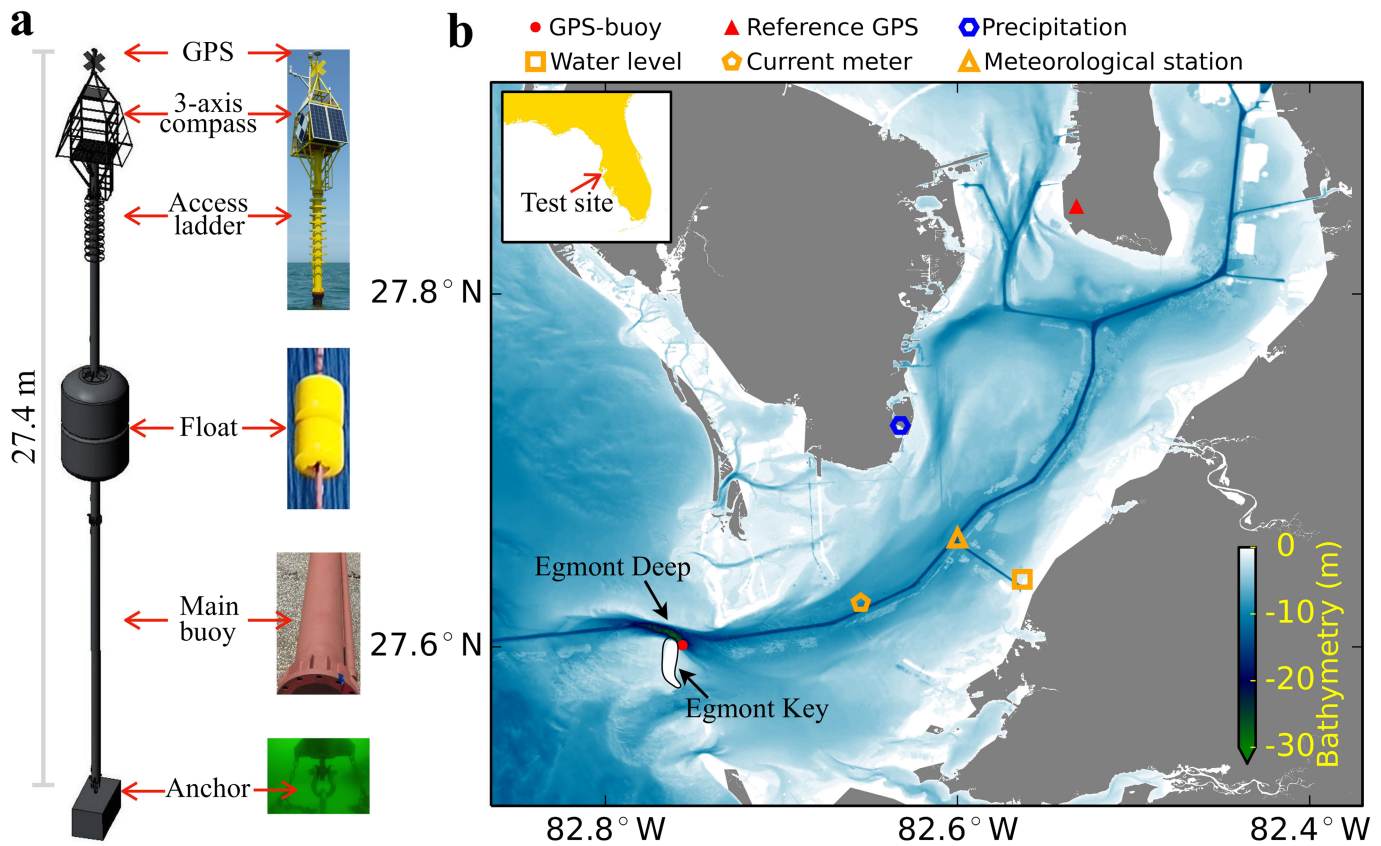 a
GPS
3-axis
compass
Access
ladder
27.4 m
Float
Main
buoy
Anchor
b
GPS-buoy
Reference GPS
Precipitation
Water level
Current meter
Meteorological station
Test site
27.8°N
27.6°N
Egmont Deep
Egmont Key
0
-10
-20
-30
Bathymetry (m)
82.8°W
82.6°W
82.4°W